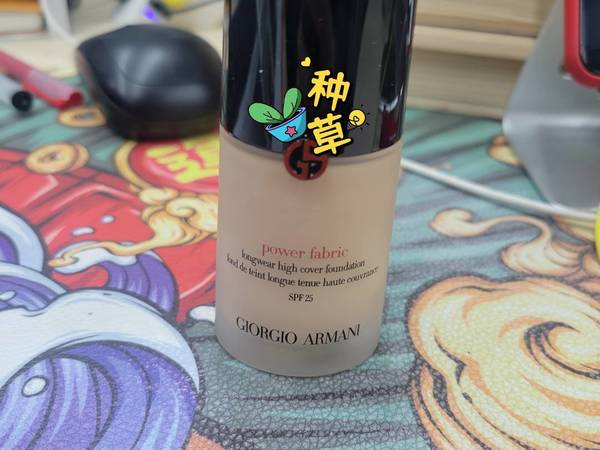 种
草
power fabric
longwear high cover foundation
fond de teint longue tenue haute couvrance
SPF 25
GIORGIO ARMANI